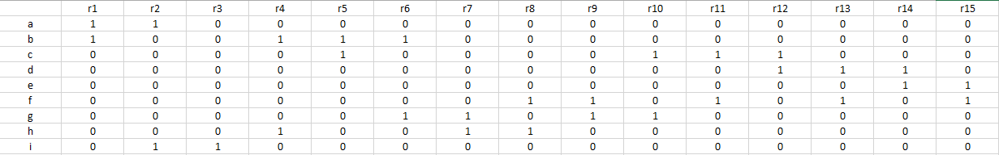 r1 r2 r3 r4 r5 r6 r7 r8 r9 r10 r11 r12 r13 r14 r15
a 1 1 0 0 0 0 0 0 0 0 0 0 0 0 0
b 1 0 0 1 1 1 0 0 0 0 0 0 0 0 0
c 0 0 0 0 1 0 0 0 0 1 1 1 0 0 0
d 0 0 0 0 0 0 0 0 0 0 0 1 1 1 0
e 0 0 0 0 0 0 0 0 0 0 0 0 0 1 1
f 0 0 0 0 0 0 0 1 1 0 1 0 1 0 1
g 0 0 0 0 0 1 1 0 1 1 0 0 0 0 0
h 0 0 0 1 0 0 1 1 0 0 0 0 0 0 0
i 0 1 1 0 0 0 0 0 0 0 0 0 0 0 0